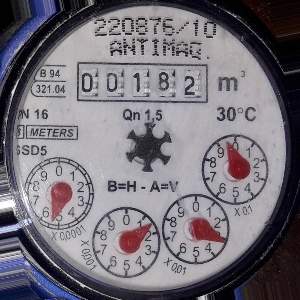 220876/10
ANTIMAG.
B 94
321.04
00182 m³
PN 16
Qn 1,5
30°C
METERS
SSD5
B=H - A=V
X 0,0001
X 0,001
X 0,01
X 0,1